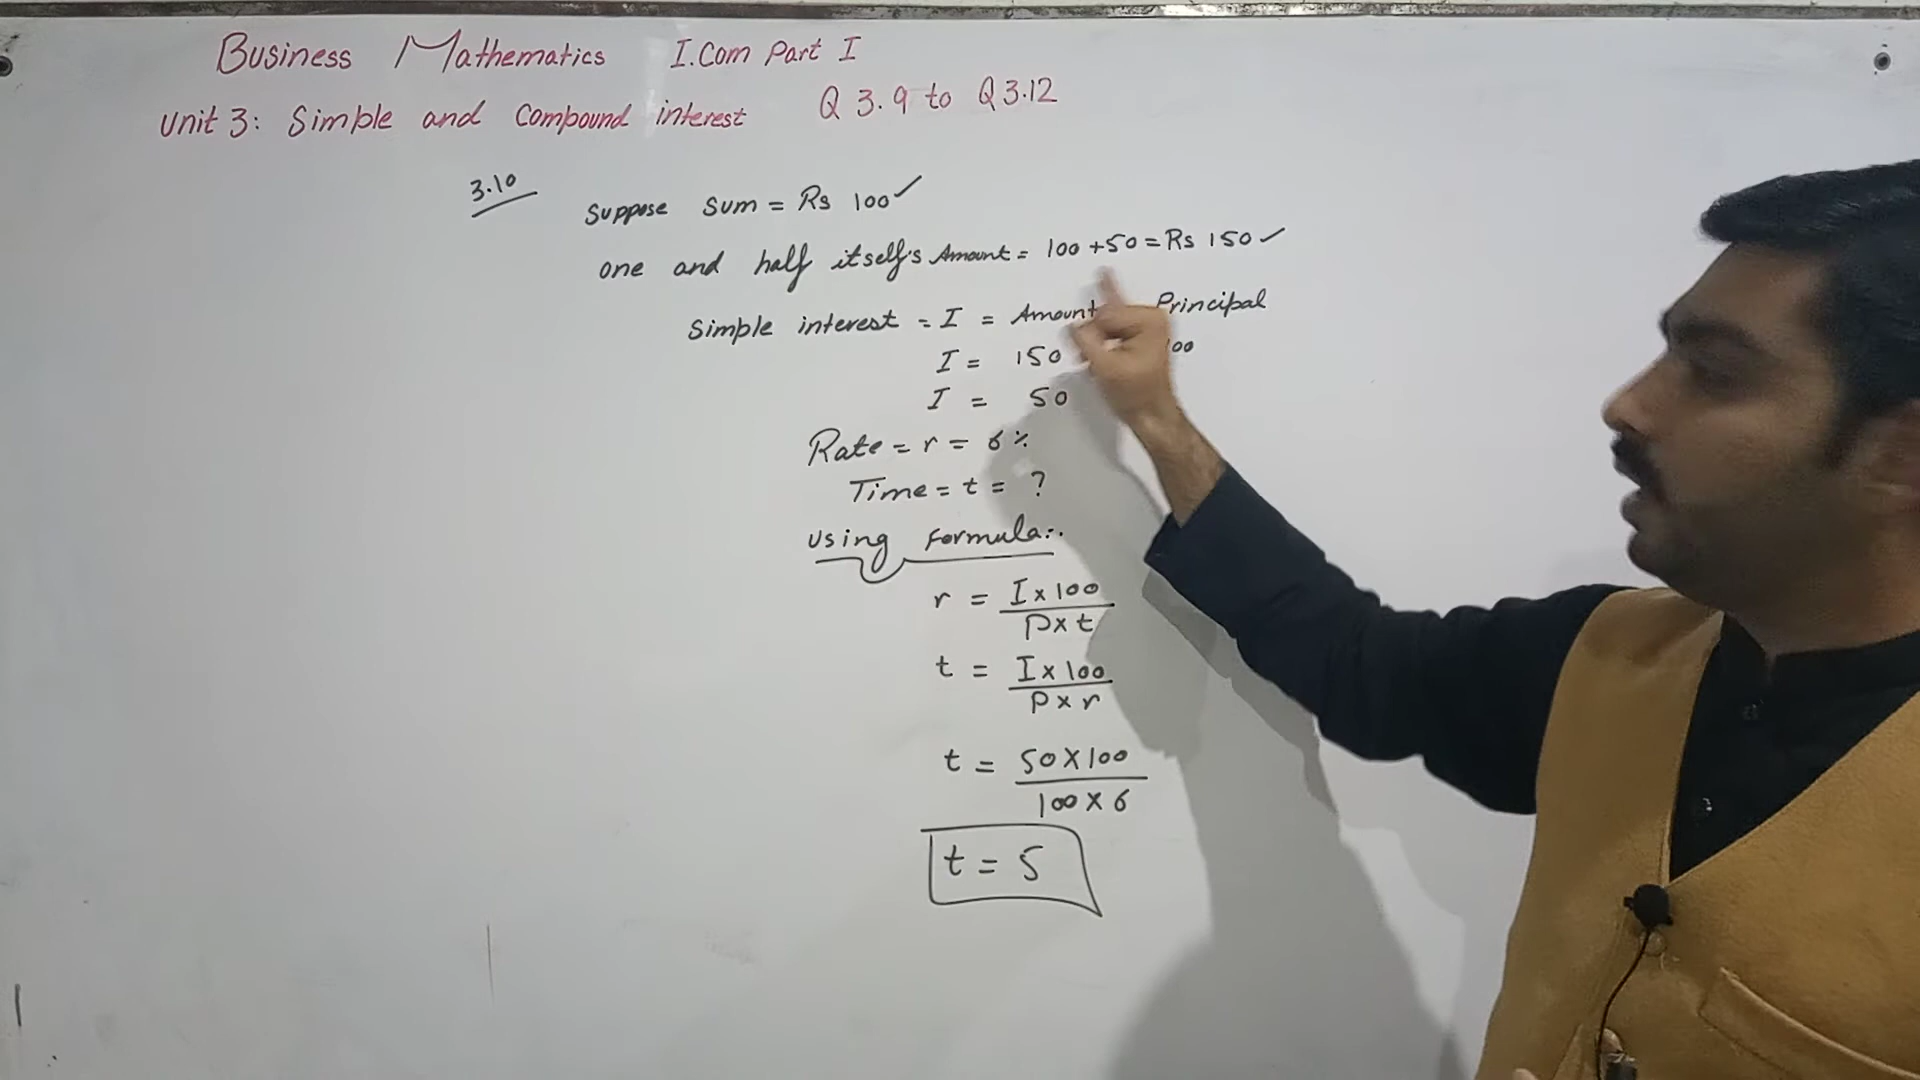 Business Mathematics I.Com Part I
Unit 3: Simple and Compound interest Q 3.9 to Q 3.12
3.10
Suppose Sum = Rs 100 ✓
one and half itself's Amount = 100 + 50 = Rs 150 ✓
Simple interest = I = Amount Principal
I = 150 100
I = 50
Rate = r = 6 %
Time = t = ?
Using Formula:.
r = I x 100 / P x t
t = I x 100 / P x r
t = 50 X 100 / 100 X 6
t = 5